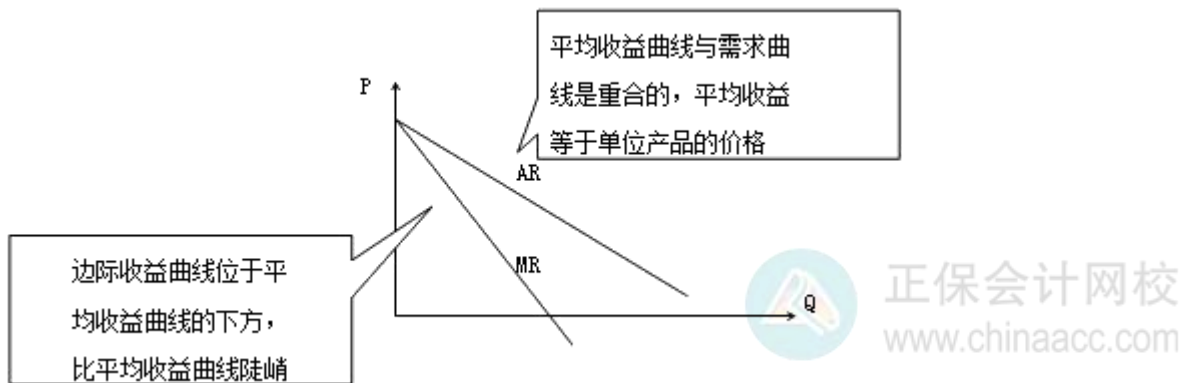 平均收益曲线与需求曲
线是重合的，平均收益
等于单位产品的价格
P
AR
边际收益曲线位于平
均收益曲线的下方，
比平均收益曲线陡峭
MR
Q
正保会计网校
www.chinaacc.com